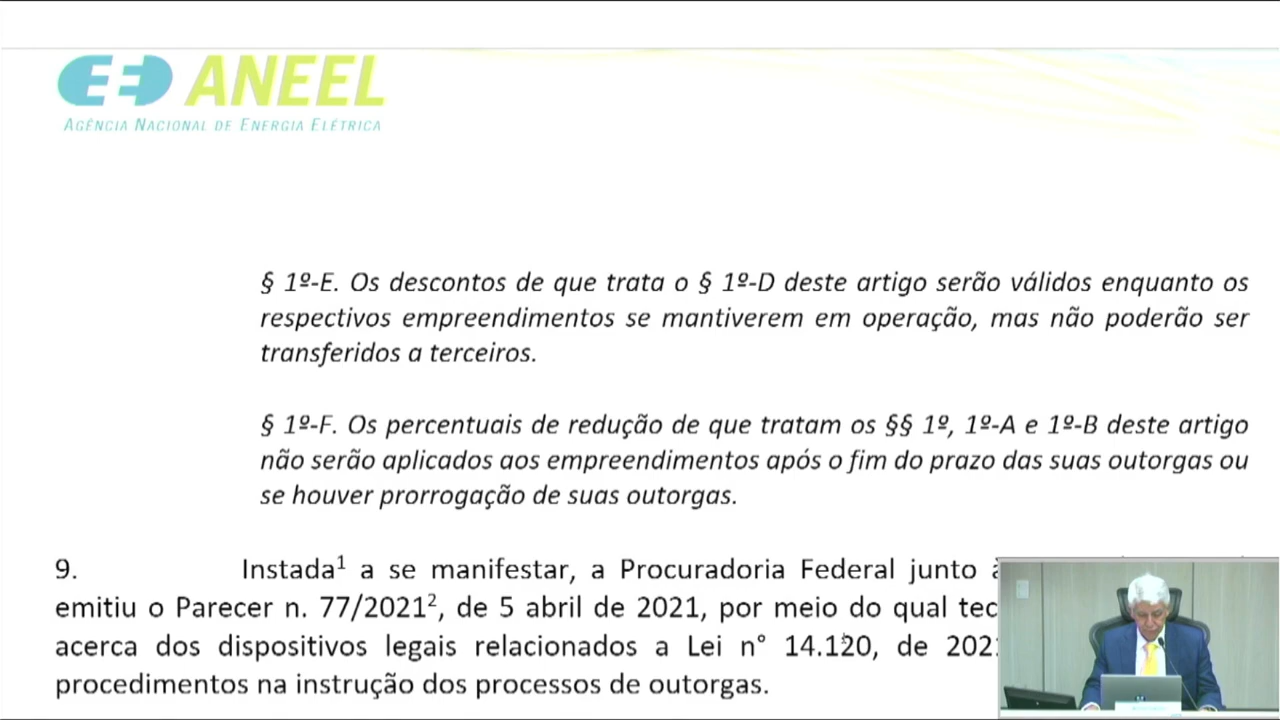 ANEEL
AGÊNCIA NACIONAL DE ENERGIA ELÉTRICA
§ 1º-E. Os descontos de que trata o § 1º-D deste artigo serão válidos enquanto os
respectivos empreendimentos se mantiverem em operação, mas não poderão ser
transferidos a terceiros.
§ 1º-F. Os percentuais de redução de que tratam os §§ 1º, 1º-A e 1º-B deste artigo
não serão aplicados aos empreendimentos após o fim do prazo das suas outorgas ou
se houver prorrogação de suas outorgas.
9. Instada¹ a se manifestar, a Procuradoria Federal junto
emitiu o Parecer n. 77/2021², de 5 abril de 2021, por meio do qual tec
acerca dos dispositivos legais relacionados a Lei n° 14.120, de 2021
procedimentos na instrução dos processos de outorgas.